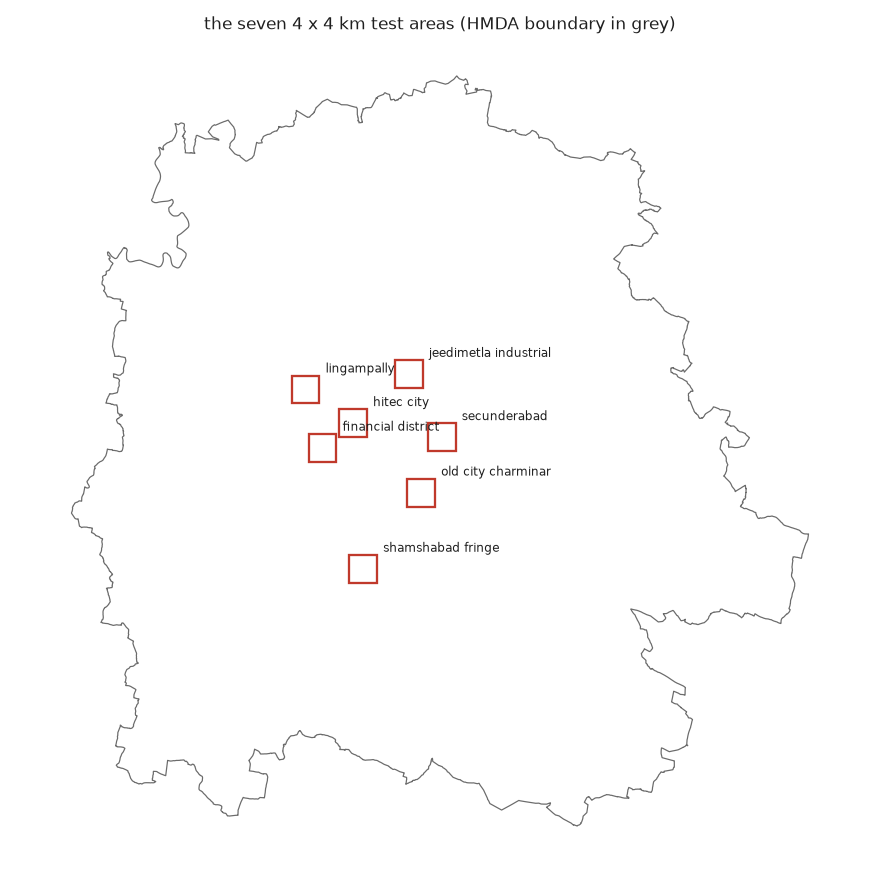 the seven 4 x 4 km test areas (HMDA boundary in grey)
jeedimetla industrial
lingampally
hitec city
secunderabad
financial district
old city charminar
shamshabad fringe